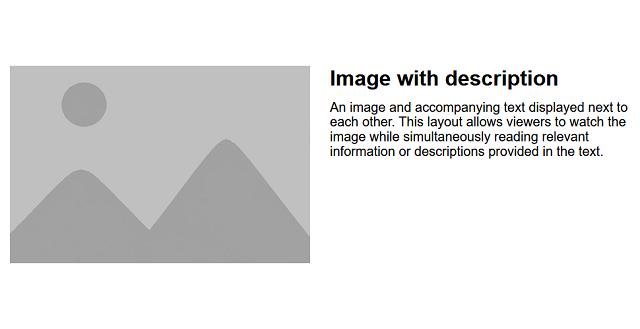 Image with description
An image and accompanying text displayed next to
each other. This layout allows viewers to watch the
image while simultaneously reading relevant
information or descriptions provided in the text.